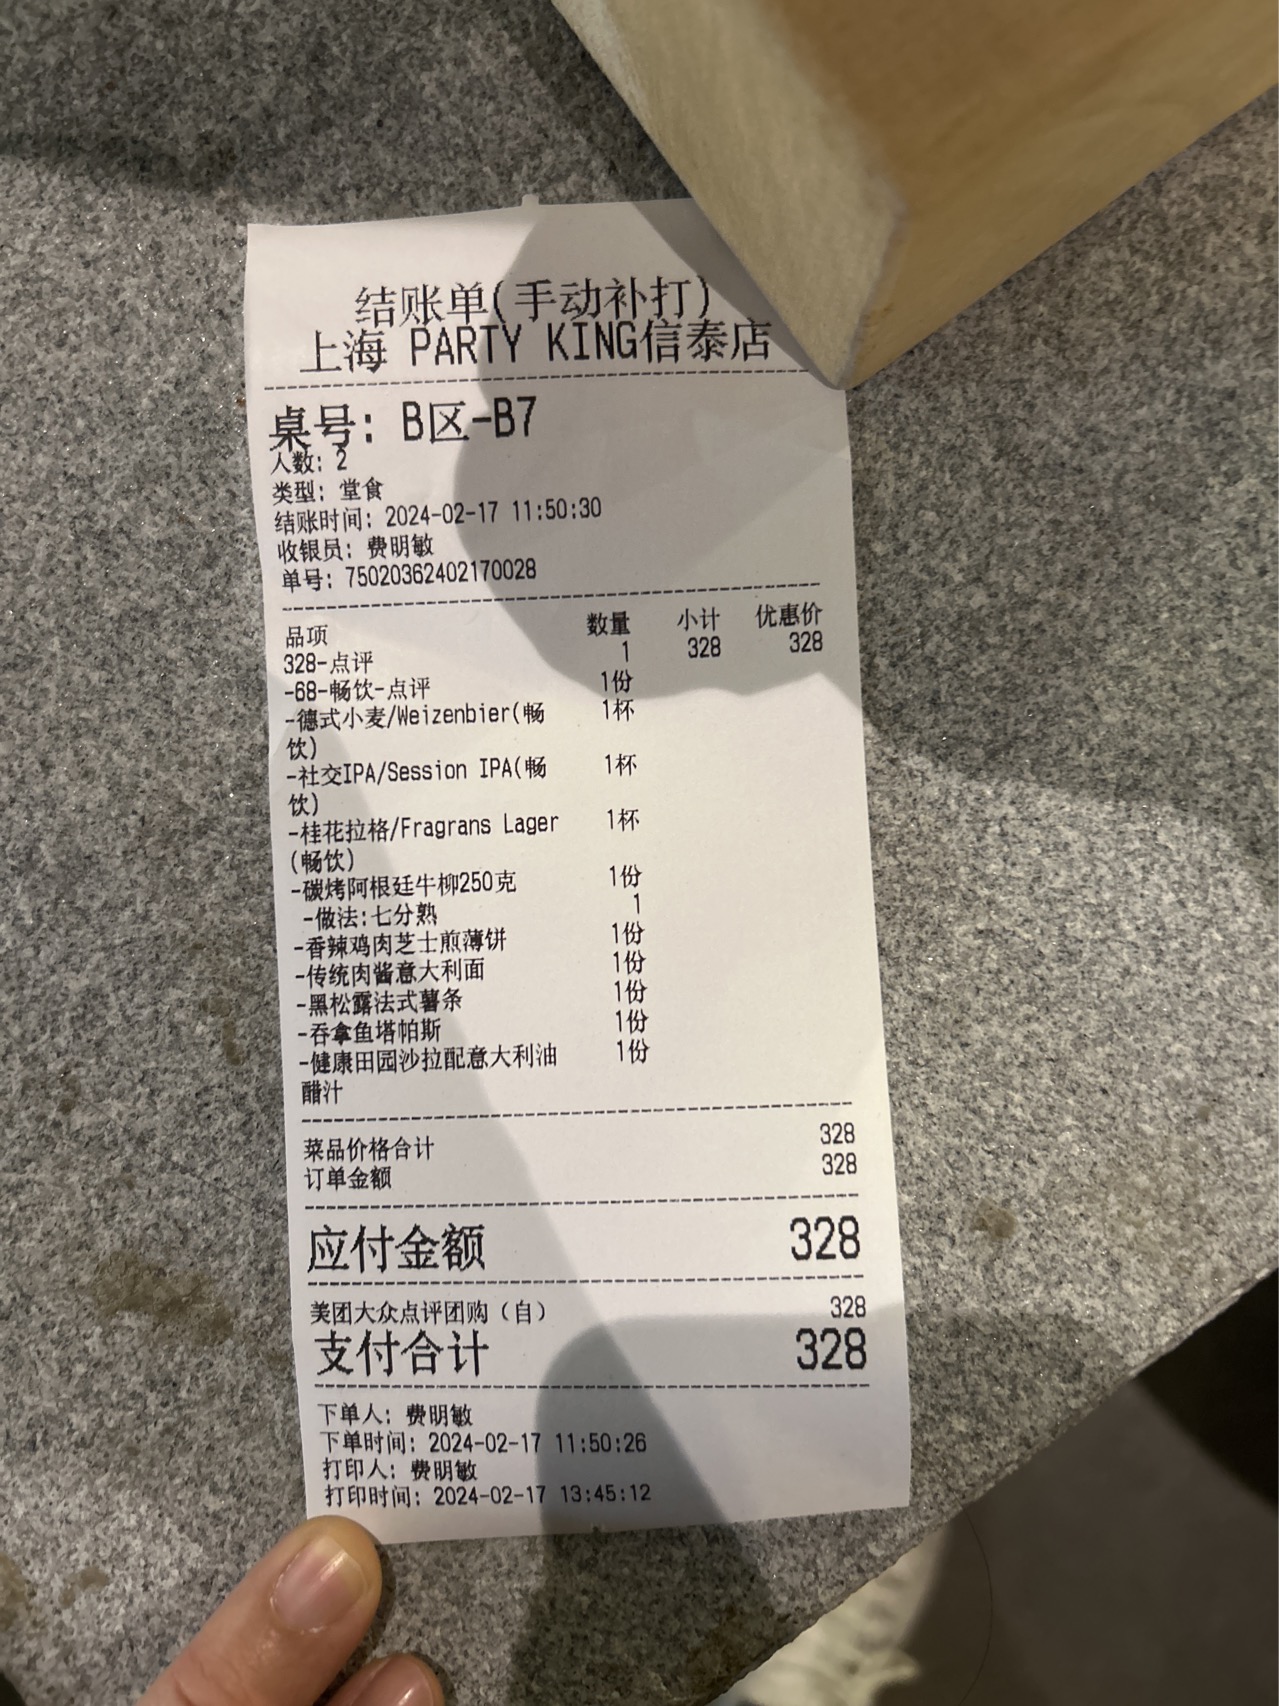 结账单(手动补打)
上海 PARTY KING信泰店
桌号: B区-B7
人数: 2
类型: 堂食
结账时间: 2024-02-17 11:50:30
收银员: 费明敏
单号: 75020362402170028
品项 数量 小计 优惠价
328-点评 1 328 328
-68-畅饮-点评 1份
-德式小麦/Weizenbier(畅 1杯
饮)
-社交IPA/Session IPA(畅 1杯
饮)
-桂花拉格/Fragrans Lager 1杯
(畅饮)
-碳烤阿根廷牛柳250克 1份
-做法:七分熟 1
-香辣鸡肉芝士煎薄饼 1份
-传统肉酱意大利面 1份
-黑松露法式薯条 1份
-吞拿鱼塔帕斯 1份
-健康田园沙拉配意大利油 1份
醋汁
菜品价格合计 328
订单金额 328
应付金额 328
美团大众点评团购（自） 328
支付合计 328
下单人: 费明敏
下单时间: 2024-02-17 11:50:26
打印人: 费明敏
打印时间: 2024-02-17 13:45:12